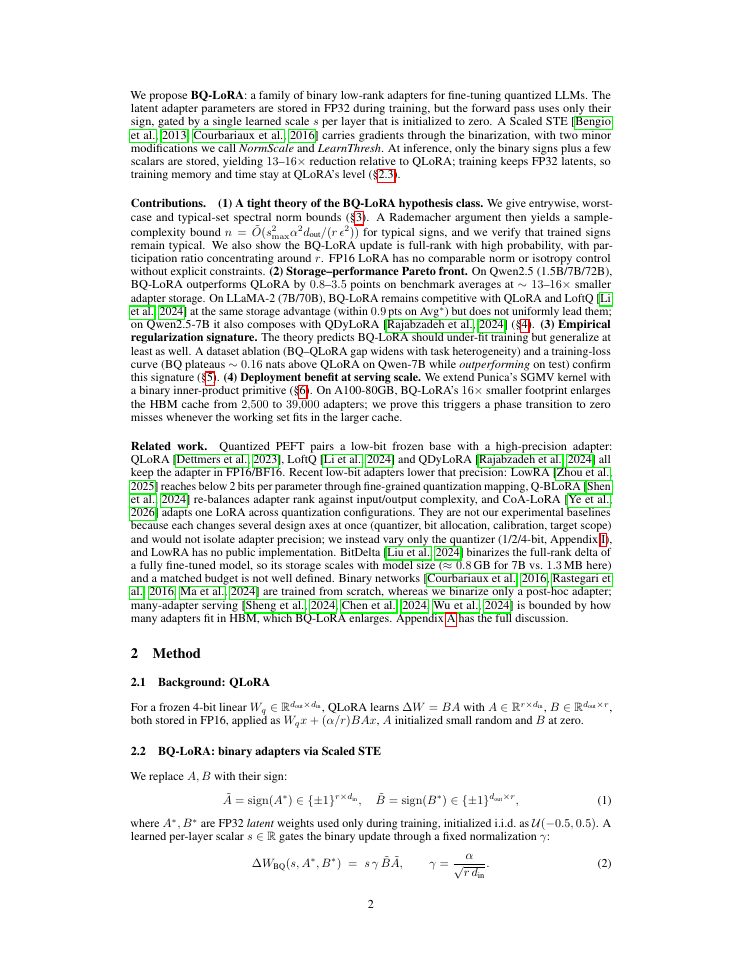 We propose BQ-LoRA: a family of binary low-rank adapters for fine-tuning quantized LLMs. The
latent adapter parameters are stored in FP32 during training, but the forward pass uses only their
sign, gated by a single learned scale s per layer that is initialized to zero. A Scaled STE [Bengio
et al., 2013, Courbariaux et al., 2016] carries gradients through the binarization, with two minor
modifications we call NormScale and LearnThresh. At inference, only the binary signs plus a few
scalars are stored, yielding 13–16× reduction relative to QLoRA; training keeps FP32 latents, so
training memory and time stay at QLoRA's level (§2.3).
Contributions. (1) A tight theory of the BQ-LoRA hypothesis class. We give entrywise, worst-
case and typical-set spectral norm bounds (§3). A Rademacher argument then yields a sample-
complexity bound n = Õ(s²_max α² d_out/(r ε²)) for typical signs, and we verify that trained signs
remain typical. We also show the BQ-LoRA update is full-rank with high probability, with par-
ticipation ratio concentrating around r. FP16 LoRA has no comparable norm or isotropy control
without explicit constraints. (2) Storage–performance Pareto front. On Qwen2.5 (1.5B/7B/72B),
BQ-LoRA outperforms QLoRA by 0.8–3.5 points on benchmark averages at ∼ 13–16× smaller
adapter storage. On LLaMA-2 (7B/70B), BQ-LoRA remains competitive with QLoRA and LoftQ [Li
et al., 2024] at the same storage advantage (within 0.9 pts on Avg*) but does not uniformly lead them;
on Qwen2.5-7B it also composes with QDyLoRA [Rajabzadeh et al., 2024] (§4). (3) Empirical
regularization signature. The theory predicts BQ-LoRA should under-fit training but generalize at
least as well. A dataset ablation (BQ–QLoRA gap widens with task heterogeneity) and a training-loss
curve (BQ plateaus ∼ 0.16 nats above QLoRA on Qwen-7B while outperforming on test) confirm
this signature (§5). (4) Deployment benefit at serving scale. We extend Punica's SGMV kernel with
a binary inner-product primitive (§6). On A100-80GB, BQ-LoRA's 16× smaller footprint enlarges
the HBM cache from 2,500 to 39,000 adapters; we prove this triggers a phase transition to zero
misses whenever the working set fits in the larger cache.
Related work. Quantized PEFT pairs a low-bit frozen base with a high-precision adapter:
QLoRA [Dettmers et al., 2023], LoftQ [Li et al., 2024] and QDyLoRA [Rajabzadeh et al., 2024] all
keep the adapter in FP16/BF16. Recent low-bit adapters lower that precision: LowRA [Zhou et al.,
2025] reaches below 2 bits per parameter through fine-grained quantization mapping, Q-BLoRA [Shen
et al., 2024] re-balances adapter rank against input/output complexity, and CoA-LoRA [Ye et al.,
2026] adapts one LoRA across quantization configurations. They are not our experimental baselines
because each changes several design axes at once (quantizer, bit allocation, calibration, target scope)
and would not isolate adapter precision; we instead vary only the quantizer (1/2/4-bit, Appendix I),
and LowRA has no public implementation. BitDelta [Liu et al., 2024] binarizes the full-rank delta of
a fully fine-tuned model, so its storage scales with model size (≈ 0.8 GB for 7B vs. 1.3 MB here)
and a matched budget is not well defined. Binary networks [Courbariaux et al., 2016, Rastegari et
al., 2016, Ma et al., 2024] are trained from scratch, whereas we binarize only a post-hoc adapter;
many-adapter serving [Sheng et al., 2024, Chen et al., 2024, Wu et al., 2024] is bounded by how
many adapters fit in HBM, which BQ-LoRA enlarges. Appendix A has the full discussion.
2 Method
2.1 Background: QLoRA
For a frozen 4-bit linear W_q ∈ ℝ^{d_out×d_in}, QLoRA learns ΔW = BA with A ∈ ℝ^{r×d_in}, B ∈ ℝ^{d_out×r},
both stored in FP16, applied as W_q x + (α/r)BAx, A initialized small random and B at zero.
2.2 BQ-LoRA: binary adapters via Scaled STE
We replace A, B with their sign:
Ã = sign(A*) ∈ {±1}^{r×d_in}, B̃ = sign(B*) ∈ {±1}^{d_out×r}, (1)
where A*, B* are FP32 latent weights used only during training, initialized i.i.d. as U(−0.5, 0.5). A
learned per-layer scalar s ∈ ℝ gates the binary update through a fixed normalization γ:
ΔW_BQ(s, A*, B*) = s γ B̃Ã, γ = α/√(r d_in). (2)
2